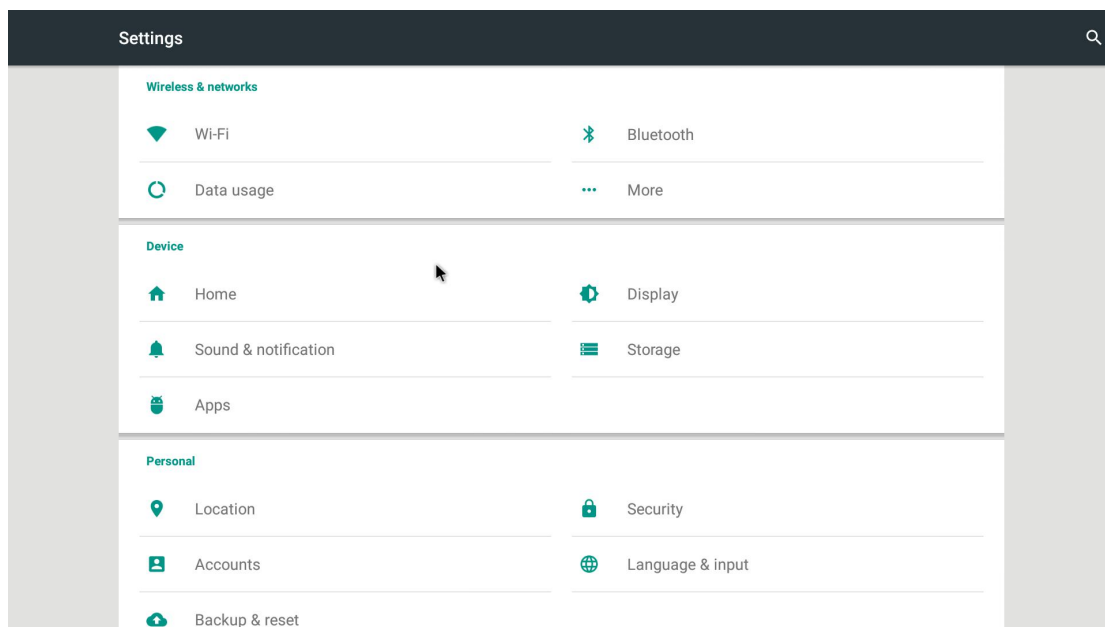 Settings
Wireless & networks
Wi-Fi
Bluetooth
Data usage
More
Device
Home
Display
Sound & notification
Storage
Apps
Personal
Location
Security
Accounts
Language & input
Backup & reset